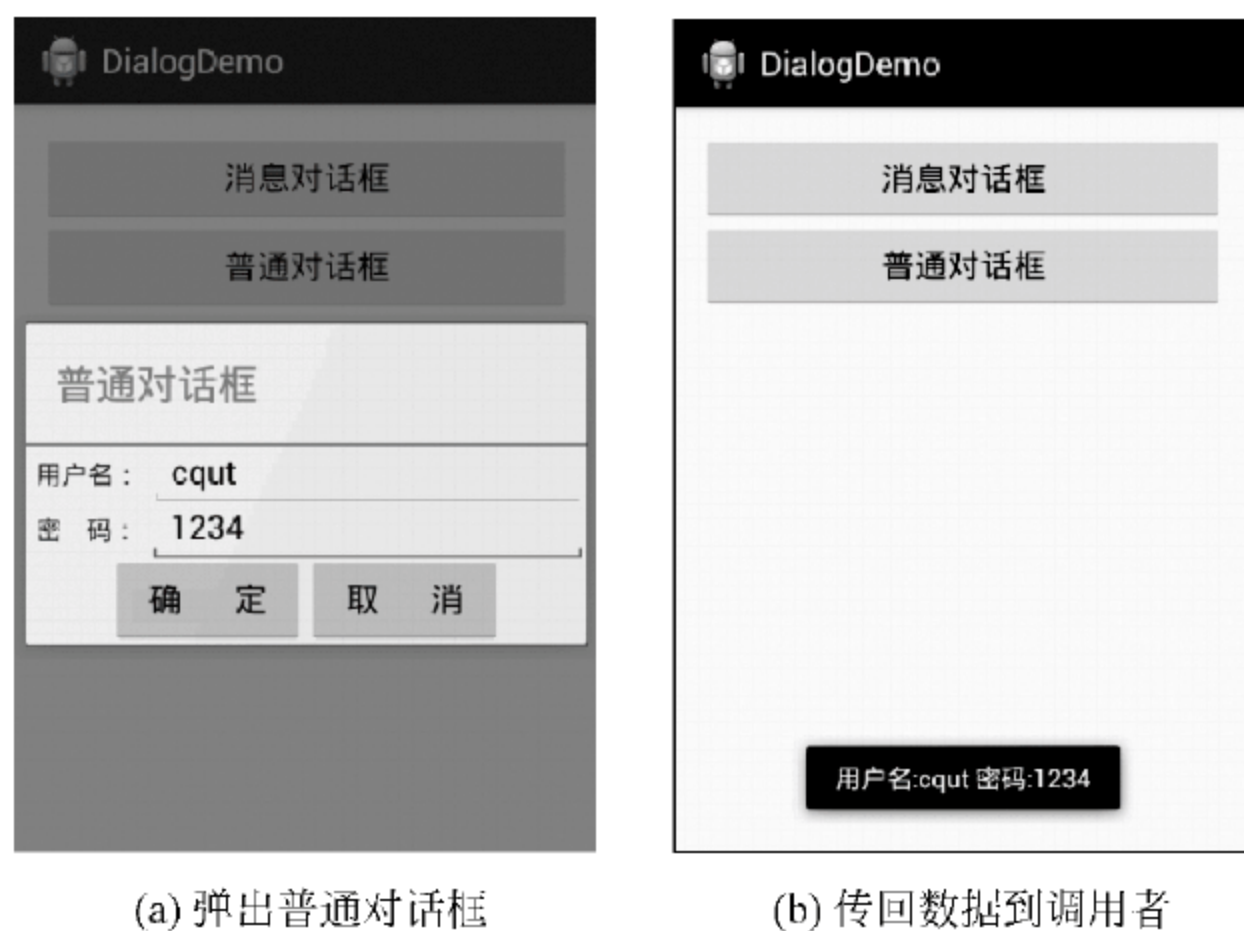 DialogDemo
消息对话框
普通对话框
普通对话框
用户名： cqut
密 码： 1234
确 定 取 消
(a) 弹出普通对话框
DialogDemo
消息对话框
普通对话框
用户名:cqut 密码:1234
(b) 传回数据到调用者